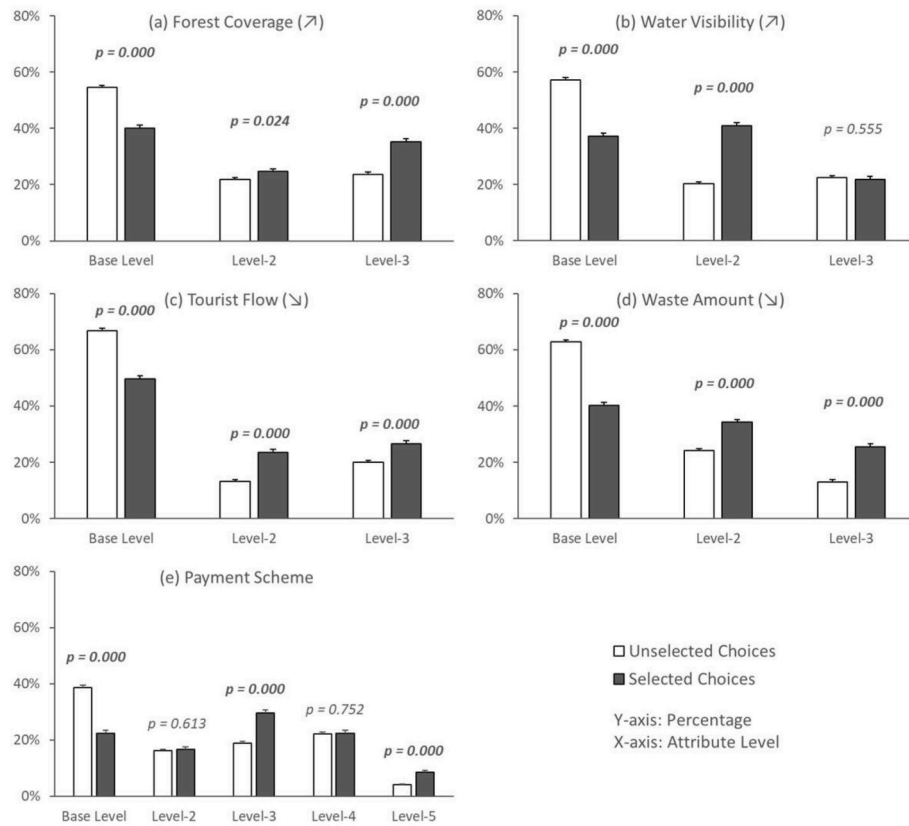 (a) Forest Coverage (↗)
80%
60%
40%
20%
0%
p = 0.000
p = 0.024
p = 0.000
Base Level Level-2 Level-3
(b) Water Visibility (↗)
80%
60%
40%
20%
0%
p = 0.000
p = 0.000
p = 0.555
Base Level Level-2 Level-3
(c) Tourist Flow (↘)
80%
60%
40%
20%
0%
p = 0.000
p = 0.000
p = 0.000
Base Level Level-2 Level-3
(d) Waste Amount (↘)
80%
60%
40%
20%
0%
p = 0.000
p = 0.000
p = 0.000
Base Level Level-2 Level-3
(e) Payment Scheme
80%
60%
40%
20%
0%
p = 0.000
p = 0.613
p = 0.000
p = 0.752
p = 0.000
Base Level Level-2 Level-3 Level-4 Level-5
Unselected Choices
Selected Choices
Y-axis: Percentage
X-axis: Attribute Level